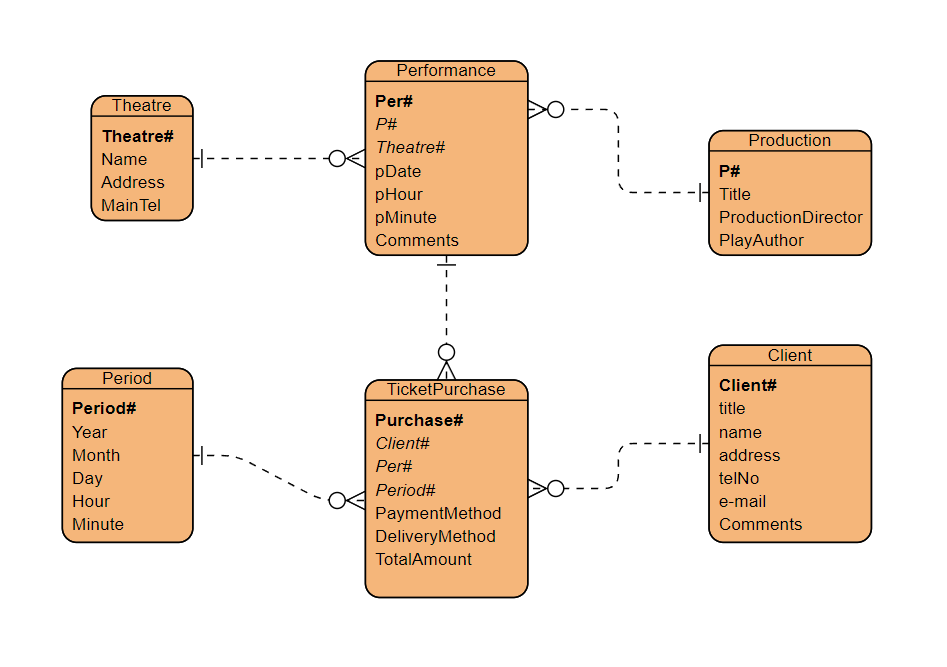 Performance
Per#
P#
Theatre#
pDate
pHour
pMinute
Comments
Theatre
Theatre#
Name
Address
MainTel
Production
P#
Title
ProductionDirector
PlayAuthor
Period
Period#
Year
Month
Day
Hour
Minute
TicketPurchase
Purchase#
Client#
Per#
Period#
PaymentMethod
DeliveryMethod
TotalAmount
Client
Client#
title
name
address
telNo
e-mail
Comments